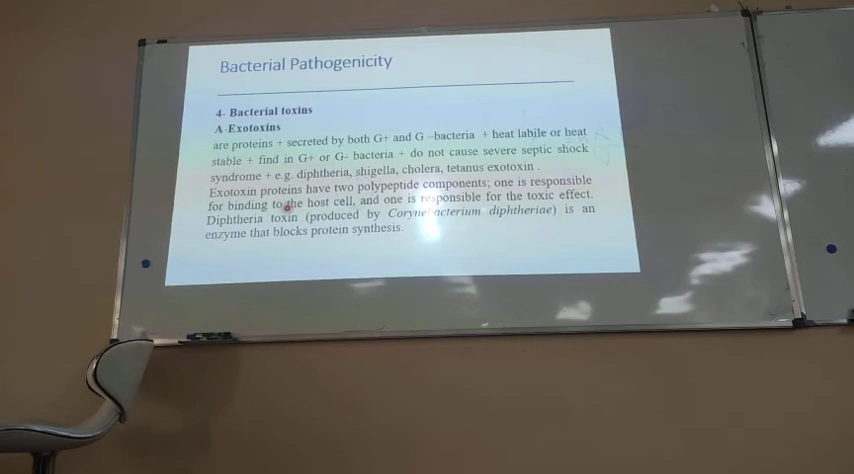 Bacterial Pathogenicity
4- Bacterial toxins
A-Exotoxins
are proteins + secreted by both G+ and G –bacteria + heat labile or heat
stable + find in G+ or G- bacteria + do not cause severe septic shock
syndrome + e.g. diphtheria, shigella, cholera, tetanus exotoxin .
Exotoxin proteins have two polypeptide components; one is responsible
for binding to the host cell, and one is responsible for the toxic effect.
Diphtheria toxin (produced by Corynebacterium diphtheriae) is an
enzyme that blocks protein synthesis.